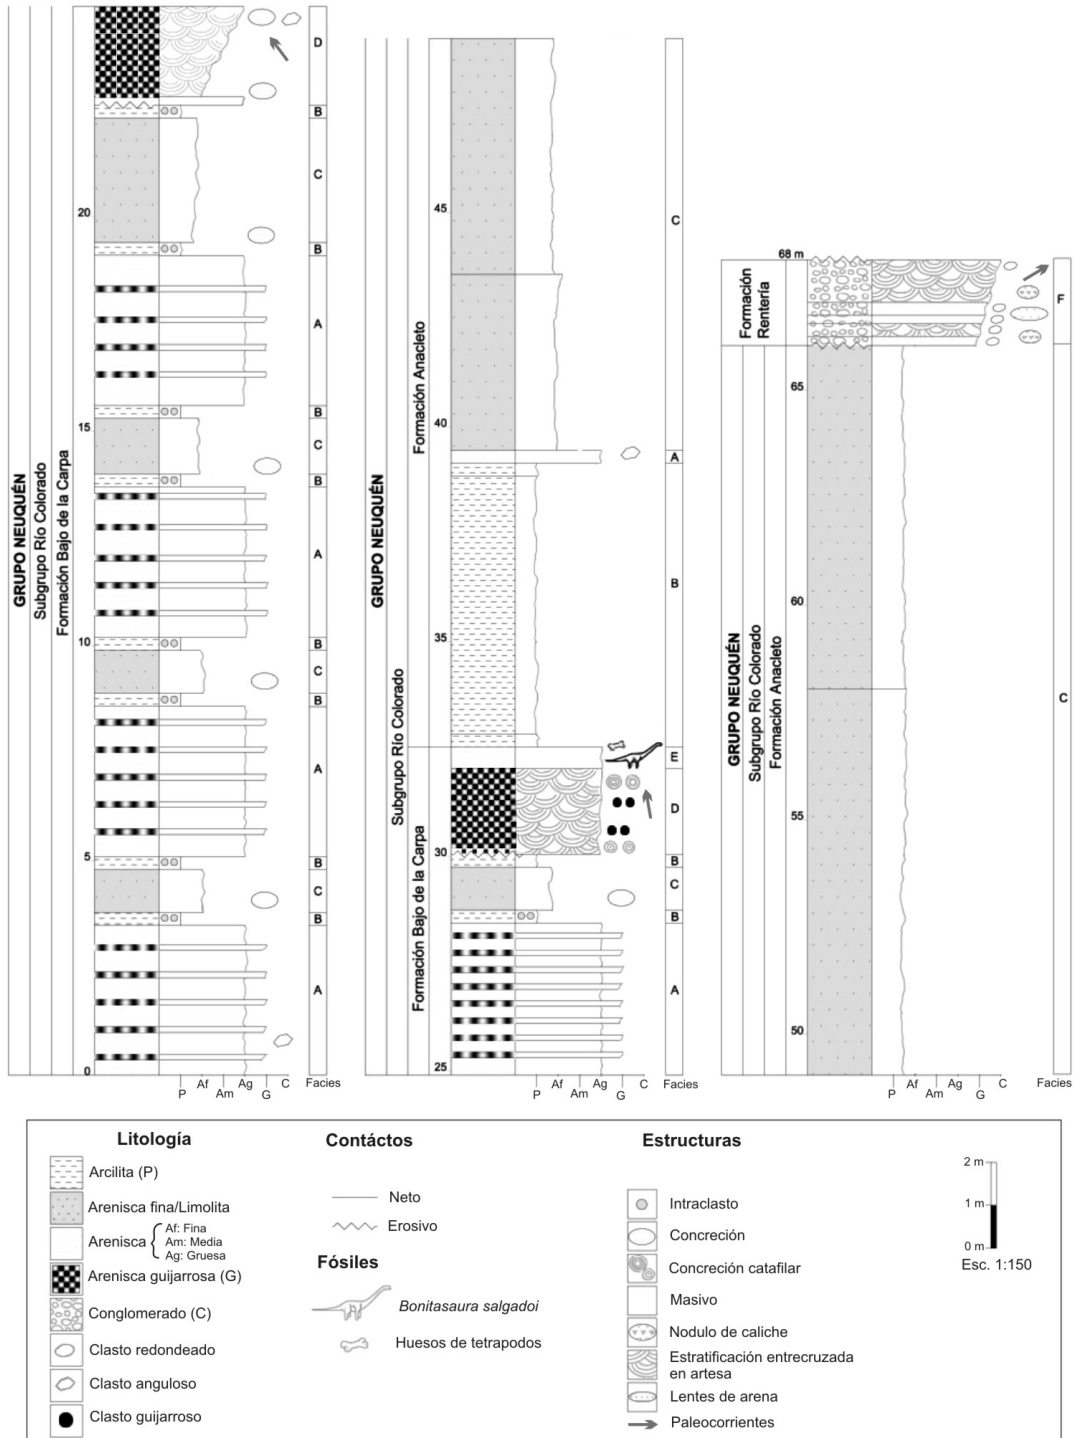 GRUPO NEUQUÉN
Subgrupo Río Colorado
Formación Bajo de la Carpa
20
15
10
5
0
D
B
C
B
A
B
C
B
A
B
C
B
A
B
C
B
A
P
Af
Am
Ag
G
C
Facies
GRUPO NEUQUÉN
Subgrupo Río Colorado
Formación Anacleto
Formación Bajo de la Carpa
45
40
35
30
25
C
A
B
E
D
B
C
B
A
P
Af
Am
Ag
G
C
Facies
68 m
Formación
Rentería
GRUPO NEUQUÉN
Subgrupo Río Colorado
Formación Anacleto
65
60
55
50
F
C
P
Af
Am
Ag
G
C
Facies
Litología
Arcilita (P)
Arenisca fina/Limolita
Arenisca
Af: Fina
Am: Media
Ag: Gruesa
Arenisca guijarrosa (G)
Conglomerado (C)
Clasto redondeado
Clasto anguloso
Clasto guijarroso
Contáctos
Neto
Erosivo
Fósiles
Bonitasaura salgadoi
Huesos de tetrapodos
Estructuras
Intraclasto
Concreción
Concreción catafilar
Masivo
Nodulo de caliche
Estratificación entrecruzada
en artesa
Lentes de arena
Paleocorrientes
2 m
1 m
0 m
Esc. 1:150